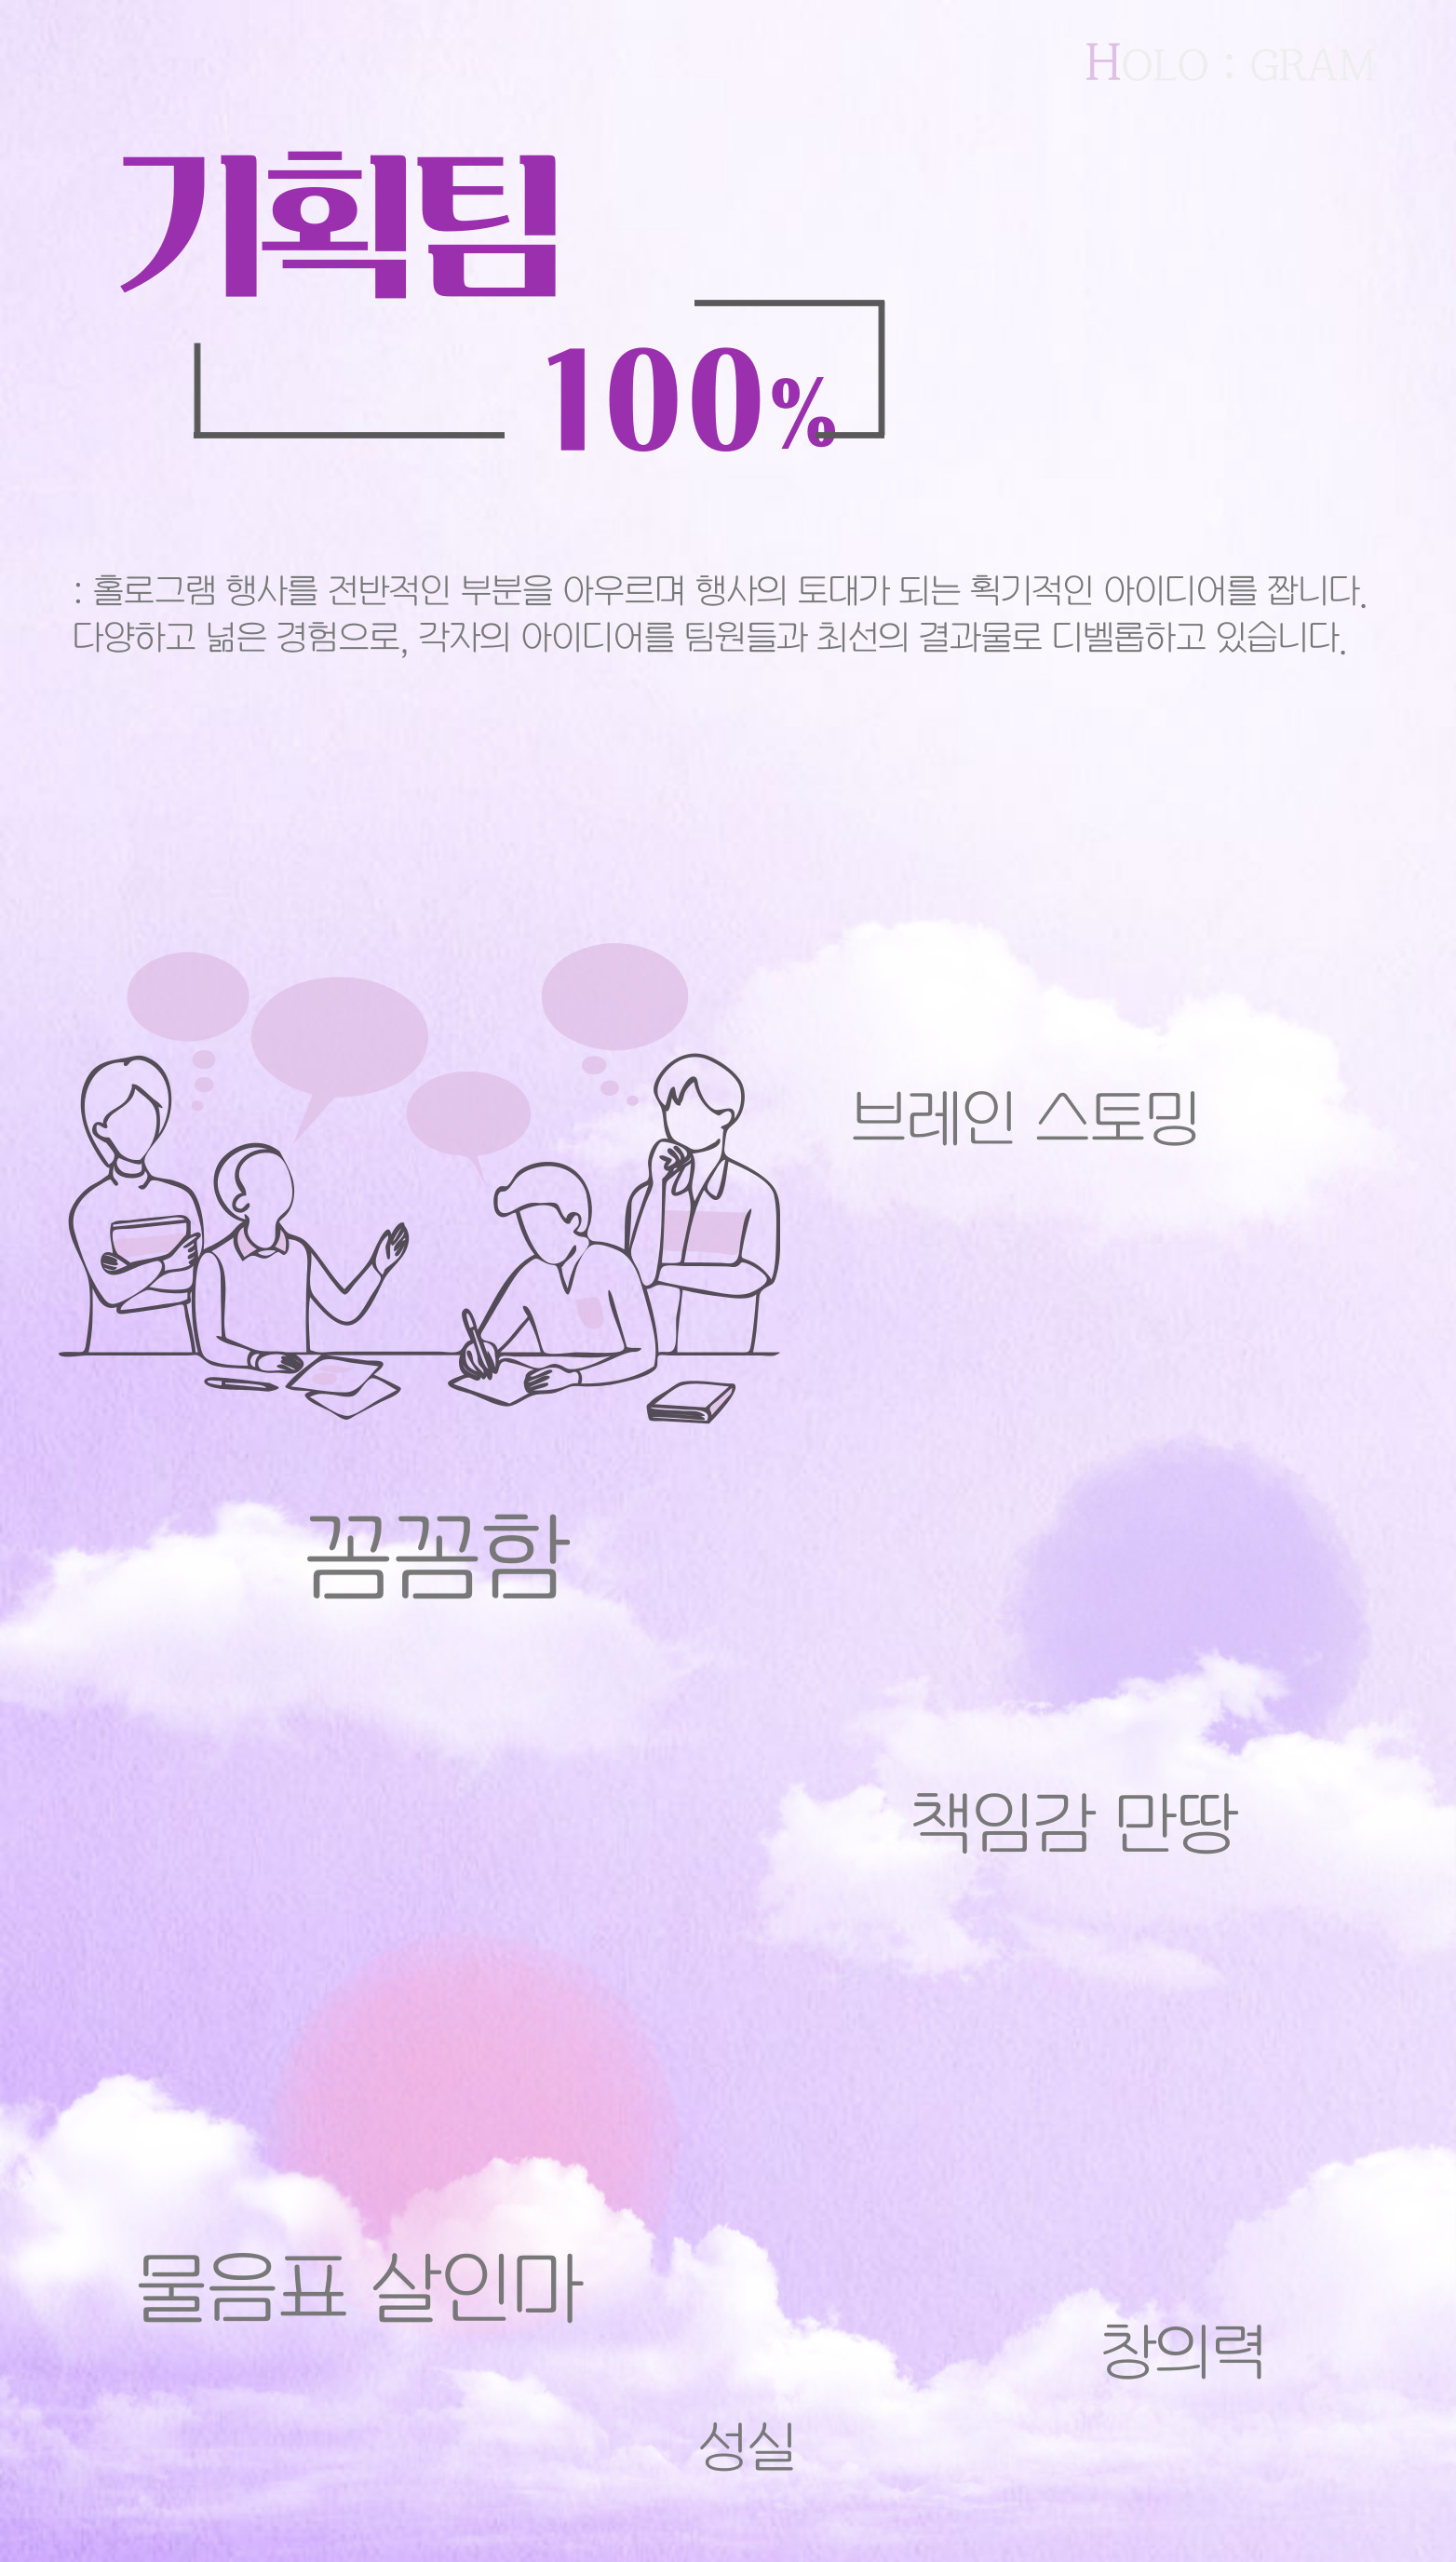 HOLO : GRAM
기획팀
100%
: 홀로그램 행사를 전반적인 부분을 아우르며 행사의 토대가 되는 획기적인 아이디어를 짭니다.
다양하고 넓은 경험으로, 각자의 아이디어를 팀원들과 최선의 결과물로 디벨롭하고 있습니다.
브레인 스토밍
꼼꼼함
책임감 만땅
물음표 살인마
창의력
성실